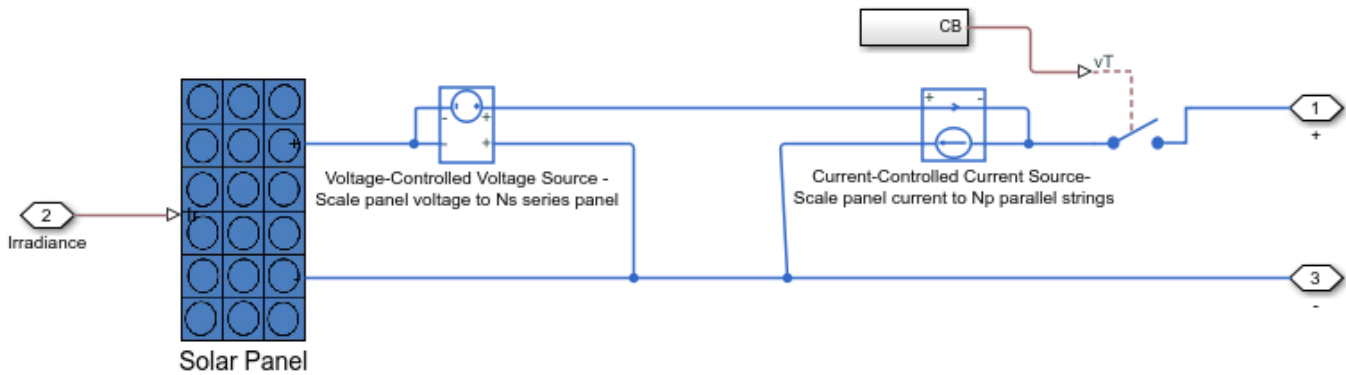 CB
vT
1
+
+
-
-
+
-
+
+
-
Voltage-Controlled Voltage Source -
Scale panel voltage to Ns series panel
Current-Controlled Current Source-
Scale panel current to Np parallel strings
2
Ir
Irradiance
-
3
-
Solar Panel